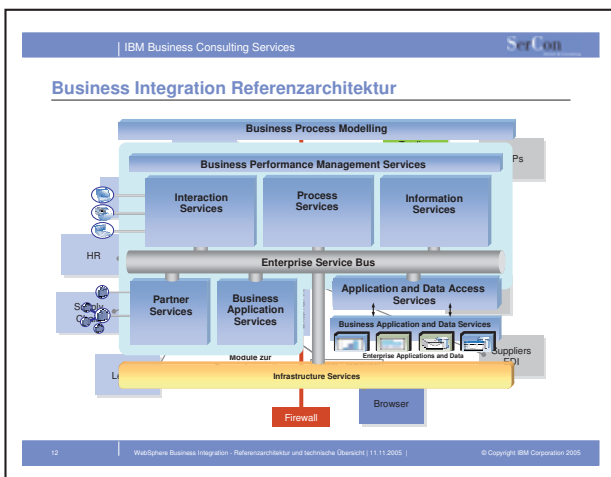 IBM Business Consulting Services
SerCon
Business Integration Referenzarchitektur
Business Process Modelling
Business Performance Management Services
Interaction
Services
Process
Services
Information
Services
HR
Enterprise Service Bus
Partner
Services
Business
Application
Services
Application and Data Access
Services
Business Application and Data Services
Enterprise Applications and Data
Module zur
Suppliers
EDI
Infrastructure Services
Browser
Firewall
12
WebSphere Business Integration - Referenzarchitektur und technische Übersicht | 11.11.2005 |
© Copyright IBM Corporation 2005